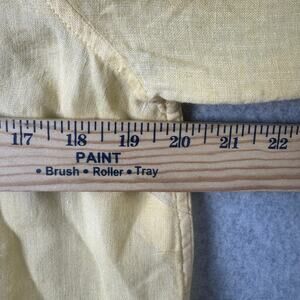 17 18 19 20 21 22
PAINT
• Brush • Roller • Tray